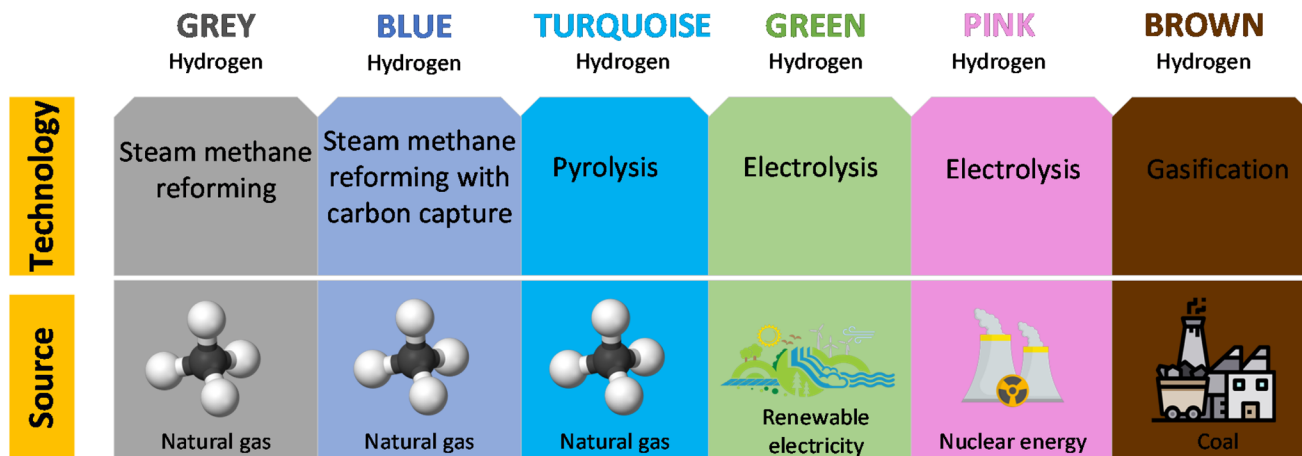 GREY
Hydrogen
BLUE
Hydrogen
TURQUOISE
Hydrogen
GREEN
Hydrogen
PINK
Hydrogen
BROWN
Hydrogen
Technology
Steam methane
reforming
Steam methane
reforming with
carbon capture
Pyrolysis
Electrolysis
Electrolysis
Gasification
Source
Natural gas
Natural gas
Natural gas
Renewable
electricity
Nuclear energy
Coal